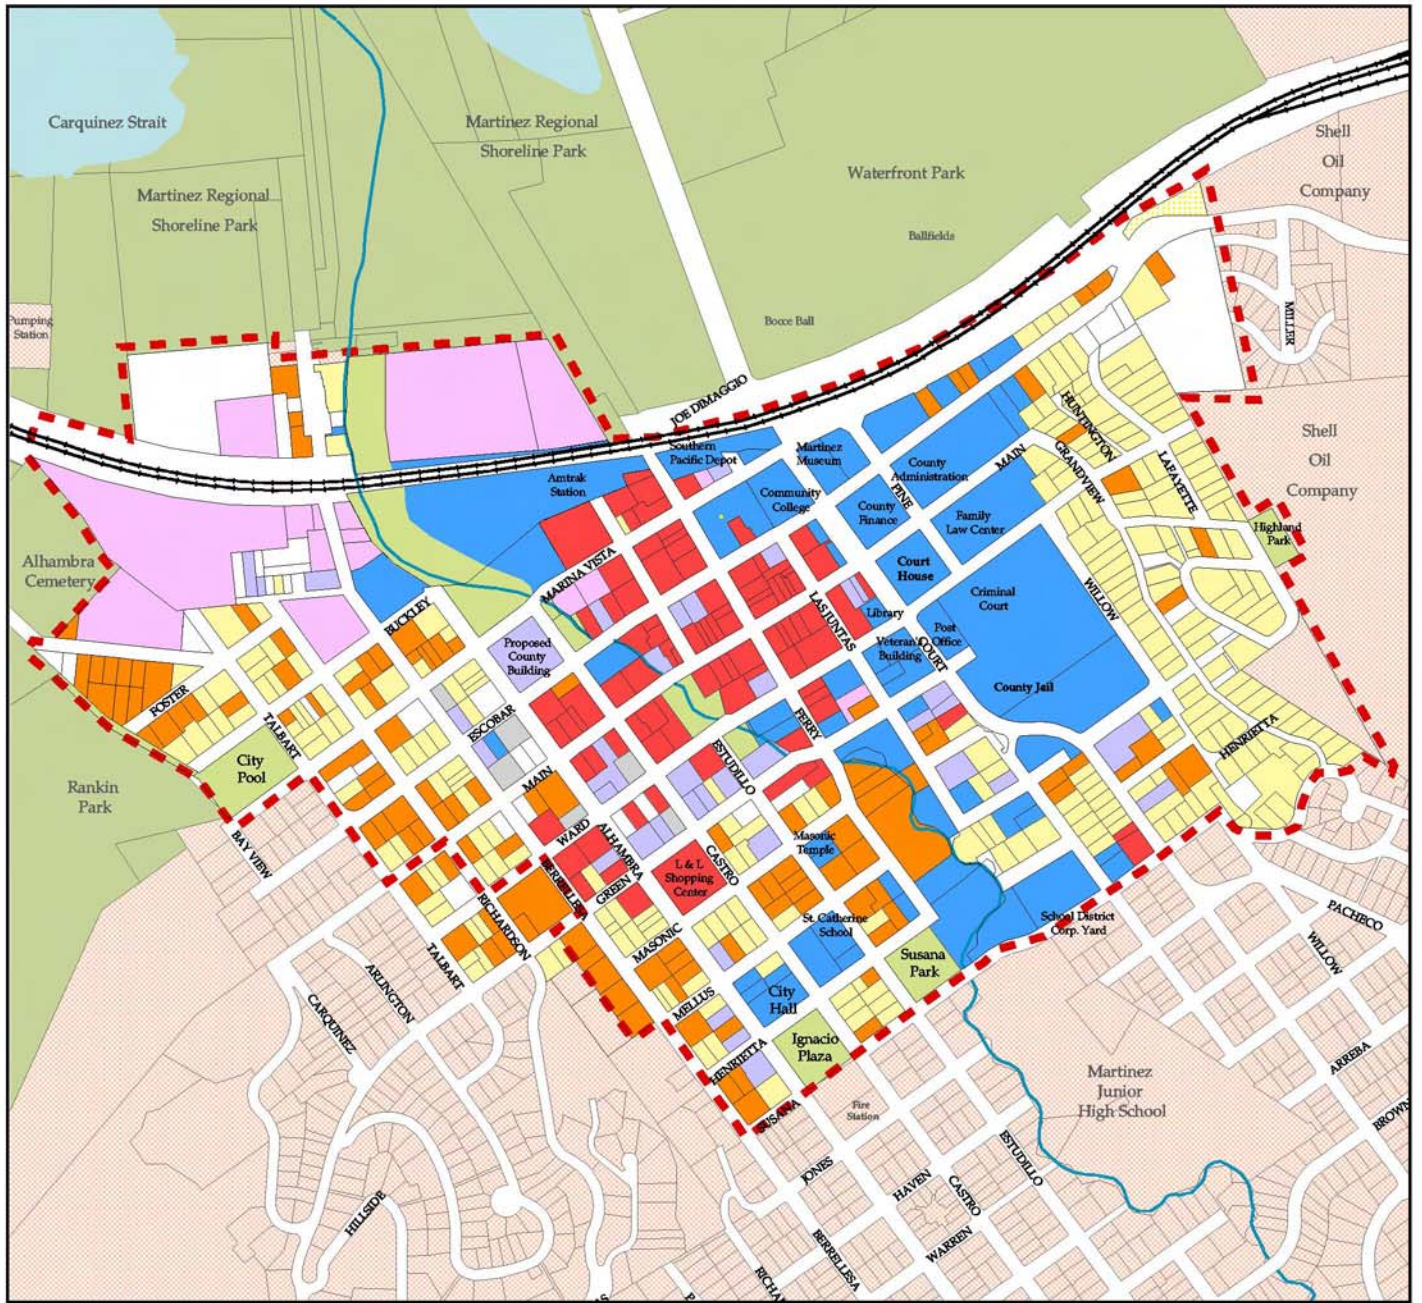 Carquinez Strait
Martinez Regional
Shoreline Park
Martinez Regional
Shoreline Park
Waterfront Park
Ballfields
Shell
Oil
Company
Pumping
Station
Bocce Ball
MILLER
JOE DIMAGGIO
Southern
Pacific Depot
Martinez
Museum
County
Administration
MAIN
HUNTINGTON
GRANDVIEW
LAFAYETTE
Shell
Oil
Company
Amtrak
Station
Community
College
PINE
County
Finance
Family
Law Center
Highland
Park
Alhambra
Cemetery
MARINA VISTA
Court
House
Criminal
Court
WILLOW
BUCKLEY
LAS JUNTAS
Library
Post
Office
Veteran's
Building
COURT
Proposed
County
Building
County Jail
FOSTER
TALBART
ESCOBAR
FERRY
HENRIETTA
City
Pool
MAIN
ESTUDILLO
Rankin
Park
BAY VIEW
WARD
ALHAMBRA
CASTRO
Masonic
Temple
BERRELLESA
GREEN
L & L
Shopping
Center
RICHARDSON
MASONIC
St. Catherine
School
School District
Corp. Yard
PACHECO
WILLOW
TALBART
ARLINGTON
CARQUINEZ
Susana
Park
MELLUS
City
Hall
HENRIETTA
Ignacio
Plaza
ARREBA
Martinez
Junior
High School
SUSANA
Fire
Station
BROWN
JONES
ESTUDILLO
HAVEN
CASTRO
HILLSIDE
WARREN
BERRELLESA
RICHA